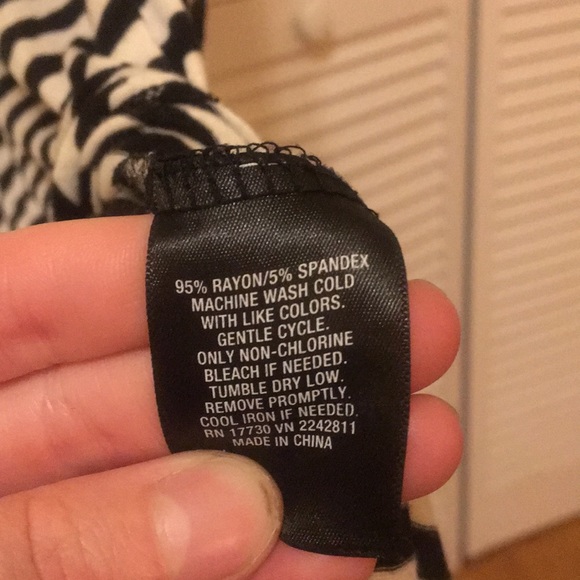 95% RAYON/5% SPANDEX
MACHINE WASH COLD
WITH LIKE COLORS.
GENTLE CYCLE.
ONLY NON-CHLORINE
BLEACH IF NEEDED.
TUMBLE DRY LOW.
REMOVE PROMPTLY.
COOL IRON IF NEEDED.
RN 17730 VN 2242811
MADE IN CHINA